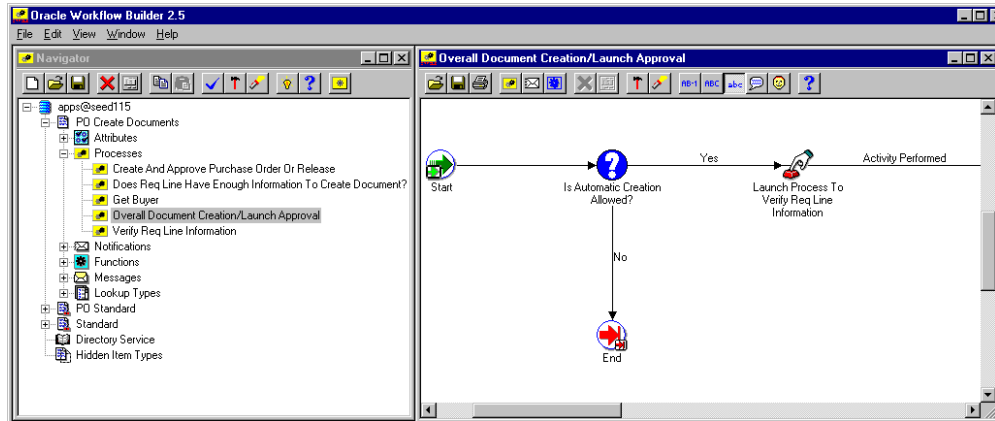 Oracle Workflow Builder 2.5
File Edit View Window Help
Navigator
apps@seed115
PO Create Documents
Attributes
Processes
Create And Approve Purchase Order Or Release
Does Req Line Have Enough Information To Create Document?
Get Buyer
Overall Document Creation/Launch Approval
Verify Req Line Information
Notifications
Functions
Messages
Lookup Types
PO Standard
Standard
Directory Service
Hidden Item Types
Overall Document Creation/Launch Approval
AB-1 ABC abc
Start
Is Automatic Creation
Allowed?
Yes
Launch Process To
Verify Req Line
Information
Activity Performed
No
End